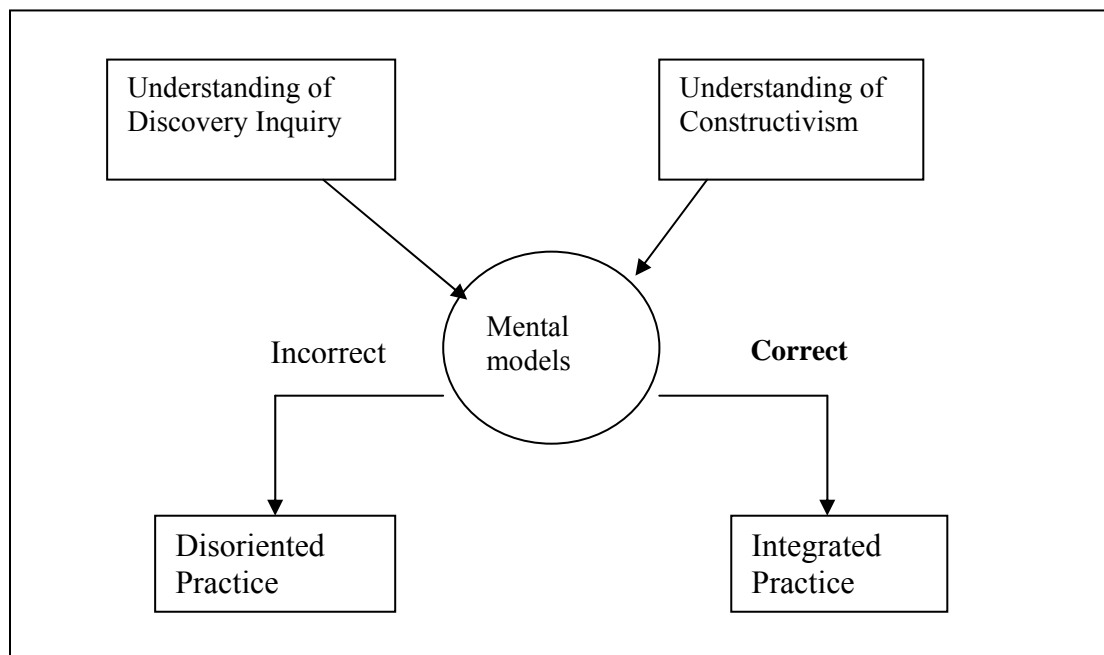 Understanding of
Discovery Inquiry
Understanding of
Constructivism
Mental
models
Incorrect
Correct
Disoriented
Practice
Integrated
Practice